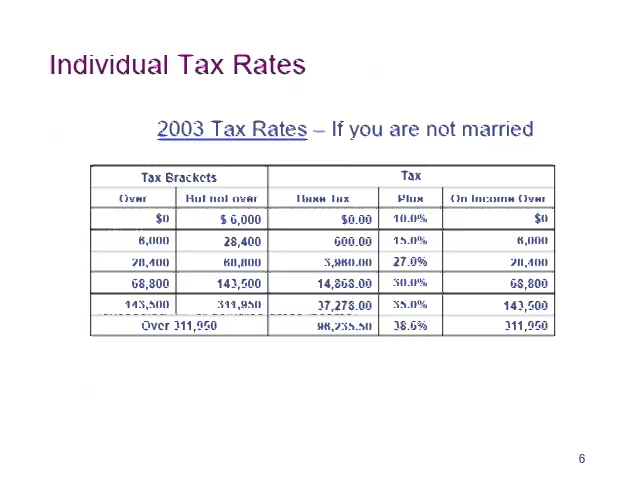 Individual Tax Rates
2003 Tax Rates – If you are not married
Tax Brackets Tax
Over But not over Base Tax Plus On Income Over
$0 $ 6,000 $0.00 10.0% $0
6,000 28,400 600.00 15.0% 6,000
28,400 68,800 3,960.00 27.0% 28,400
68,800 143,500 14,868.00 30.0% 68,800
143,500 311,950 37,278.00 35.0% 143,500
Over 311,950 96,235.50 38.6% 311,950
6